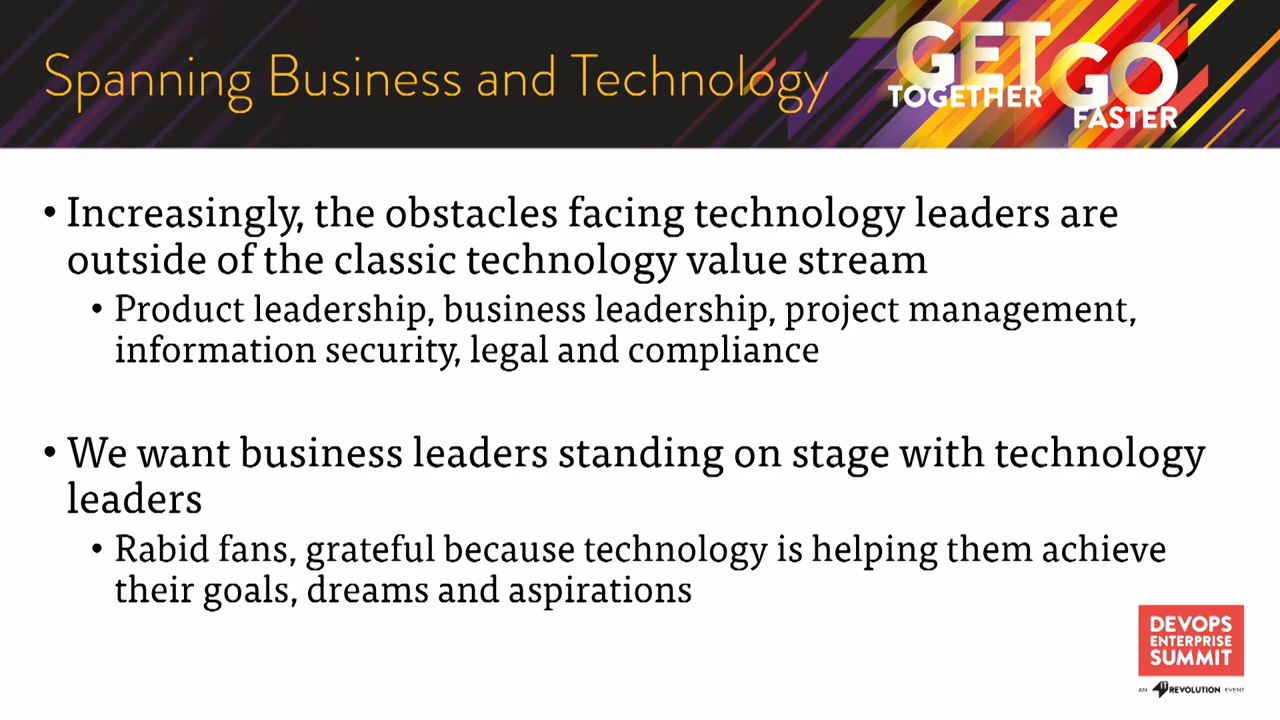 Spanning Business and Technology
GET
TOGETHER
GO
FASTER
• Increasingly, the obstacles facing technology leaders are
outside of the classic technology value stream
• Product leadership, business leadership, project management,
information security, legal and compliance
• We want business leaders standing on stage with technology
leaders
• Rabid fans, grateful because technology is helping them achieve
their goals, dreams and aspirations
DEVOPS
ENTERPRISE
SUMMIT
AN IT REVOLUTION EVENT